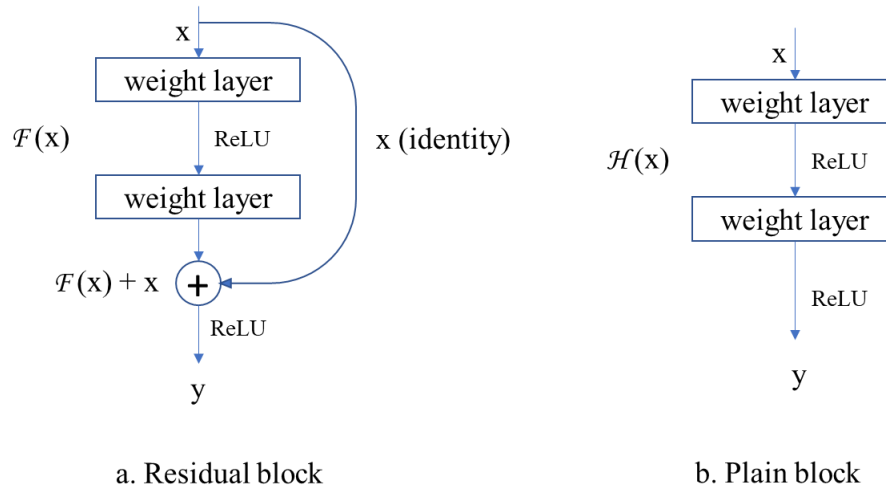 x
weight layer
ℱ(x)
ReLU
x (identity)
weight layer
ℱ(x) + x
+
ReLU
y
a. Residual block
x
weight layer
ℋ(x)
ReLU
weight layer
ReLU
y
b. Plain block